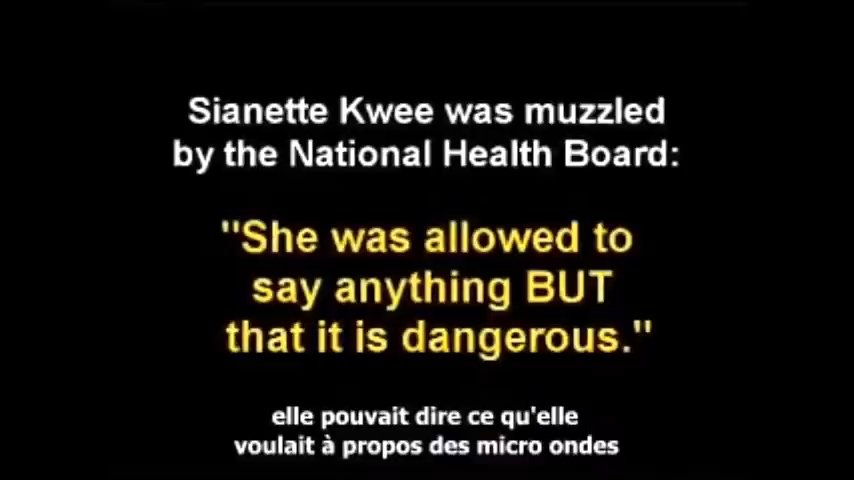 Sianette Kwee was muzzled
by the National Health Board:
"She was allowed to
say anything BUT
that it is dangerous."
elle pouvait dire ce qu'elle
voulait à propos des micro ondes